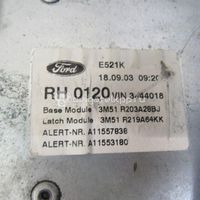 Ford
E521K
18.09.03 09:20
RH 0120 VIN 3-44018
Base Module 3M51 R203A28BJ
Latch Module 3M51 R219A64KK
ALERT-NR. A11557838
ALERT-NR. A11553180